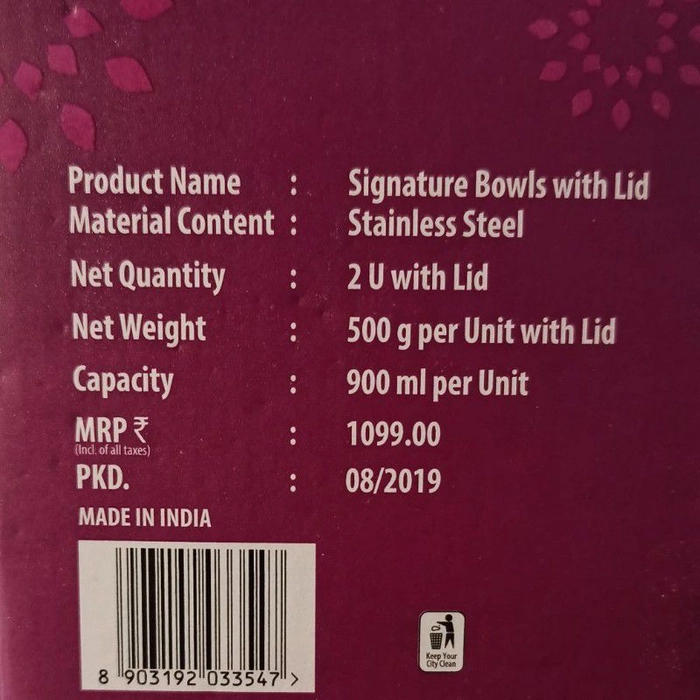 Product Name : Signature Bowls with Lid
Material Content : Stainless Steel
Net Quantity : 2 U with Lid
Net Weight : 500 g per Unit with Lid
Capacity : 900 ml per Unit
MRP ₹ : 1099.00
(Incl. of all taxes)
PKD. : 08/2019
MADE IN INDIA
8 903192 033547 >
Keep Your
City Clean